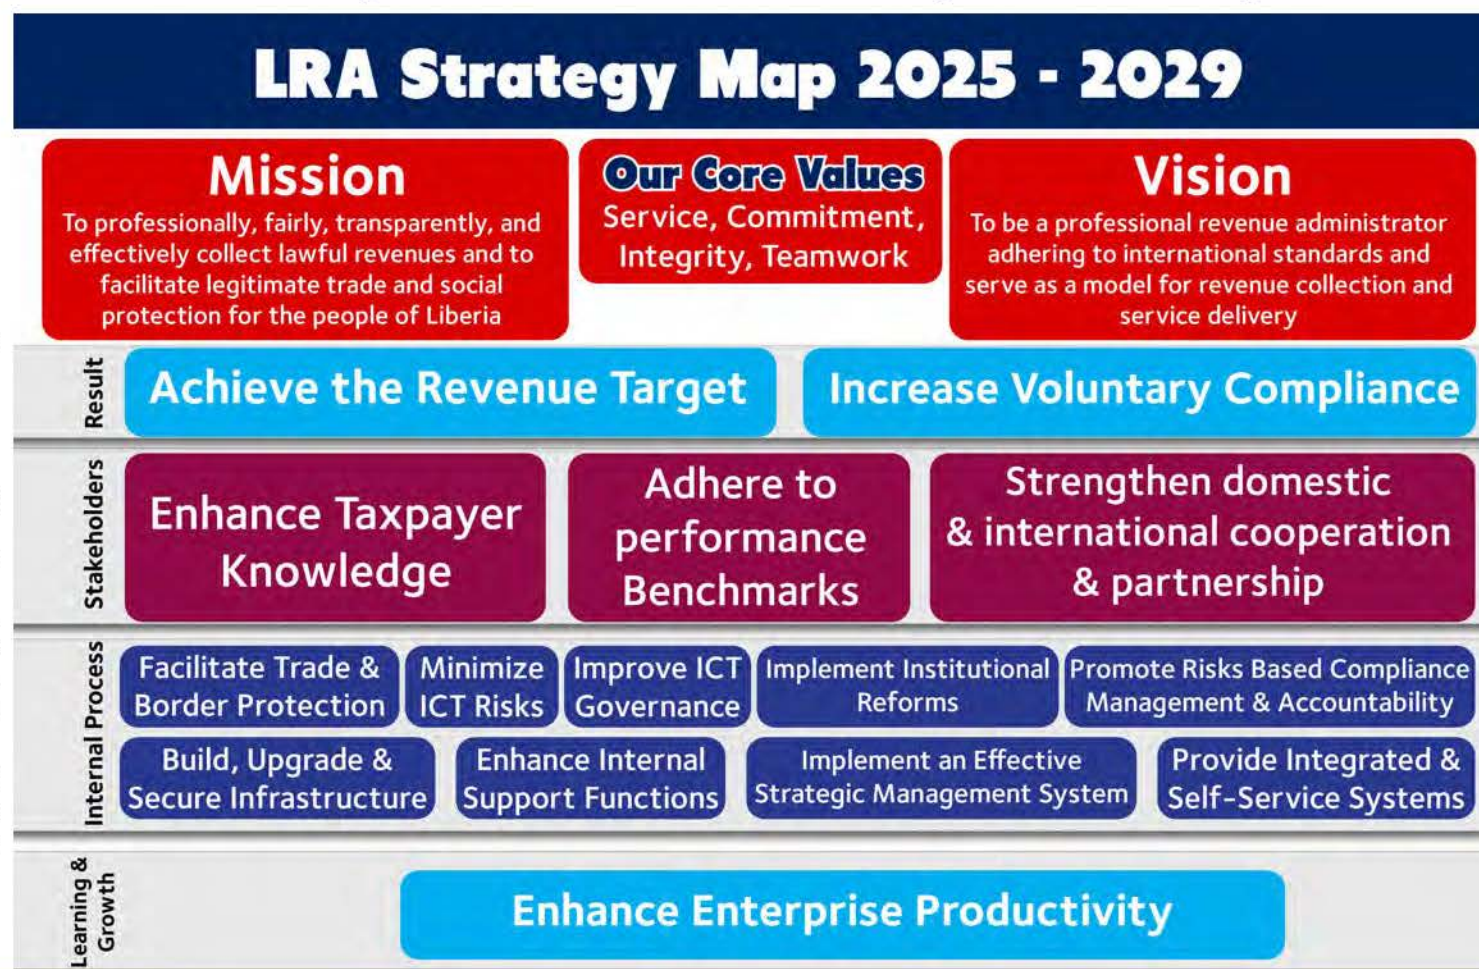 LRA Strategy Map 2025 - 2029
Mission
To professionally, fairly, transparently, and
effectively collect lawful revenues and to
facilitate legitimate trade and social
protection for the people of Liberia
Our Core Values
Service, Commitment,
Integrity, Teamwork
Vision
To be a professional revenue administrator
adhering to international standards and
serve as a model for revenue collection and
service delivery
Result
Achieve the Revenue Target
Increase Voluntary Compliance
Stakeholders
Enhance Taxpayer
Knowledge
Adhere to
performance
Benchmarks
Strengthen domestic
& international cooperation
& partnership
Internal Process
Facilitate Trade &
Border Protection
Minimize
ICT Risks
Improve ICT
Governance
Implement Institutional
Reforms
Promote Risks Based Compliance
Management & Accountability
Build, Upgrade &
Secure Infrastructure
Enhance Internal
Support Functions
Implement an Effective
Strategic Management System
Provide Integrated &
Self-Service Systems
Learning &
Growth
Enhance Enterprise Productivity